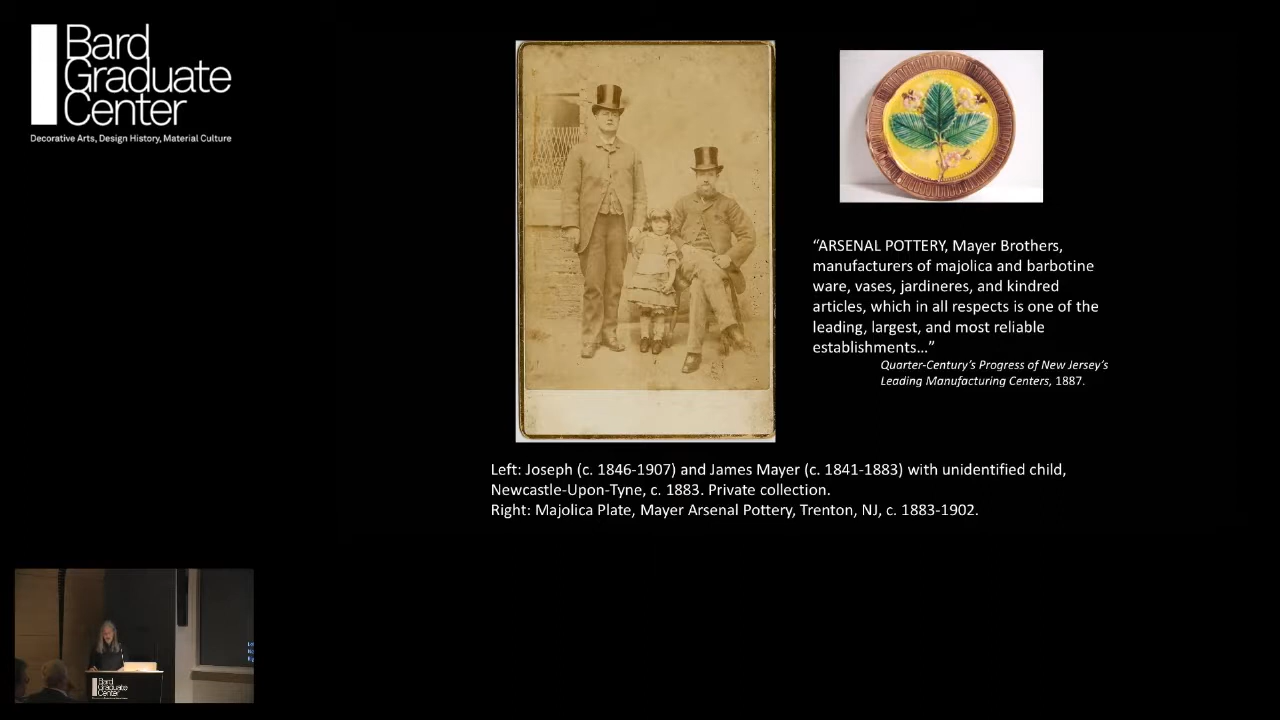 Bard
Graduate
Center
Decorative Arts, Design History, Material Culture
“ARSENAL POTTERY, Mayer Brothers,
manufacturers of majolica and barbotine
ware, vases, jardineres, and kindred
articles, which in all respects is one of the
leading, largest, and most reliable
establishments…”
Quarter-Century’s Progress of New Jersey’s
Leading Manufacturing Centers, 1887.
Left: Joseph (c. 1846-1907) and James Mayer (c. 1841-1883) with unidentified child,
Newcastle-Upon-Tyne, c. 1883. Private collection.
Right: Majolica Plate, Mayer Arsenal Pottery, Trenton, NJ, c. 1883-1902.
Bard
Graduate
Center